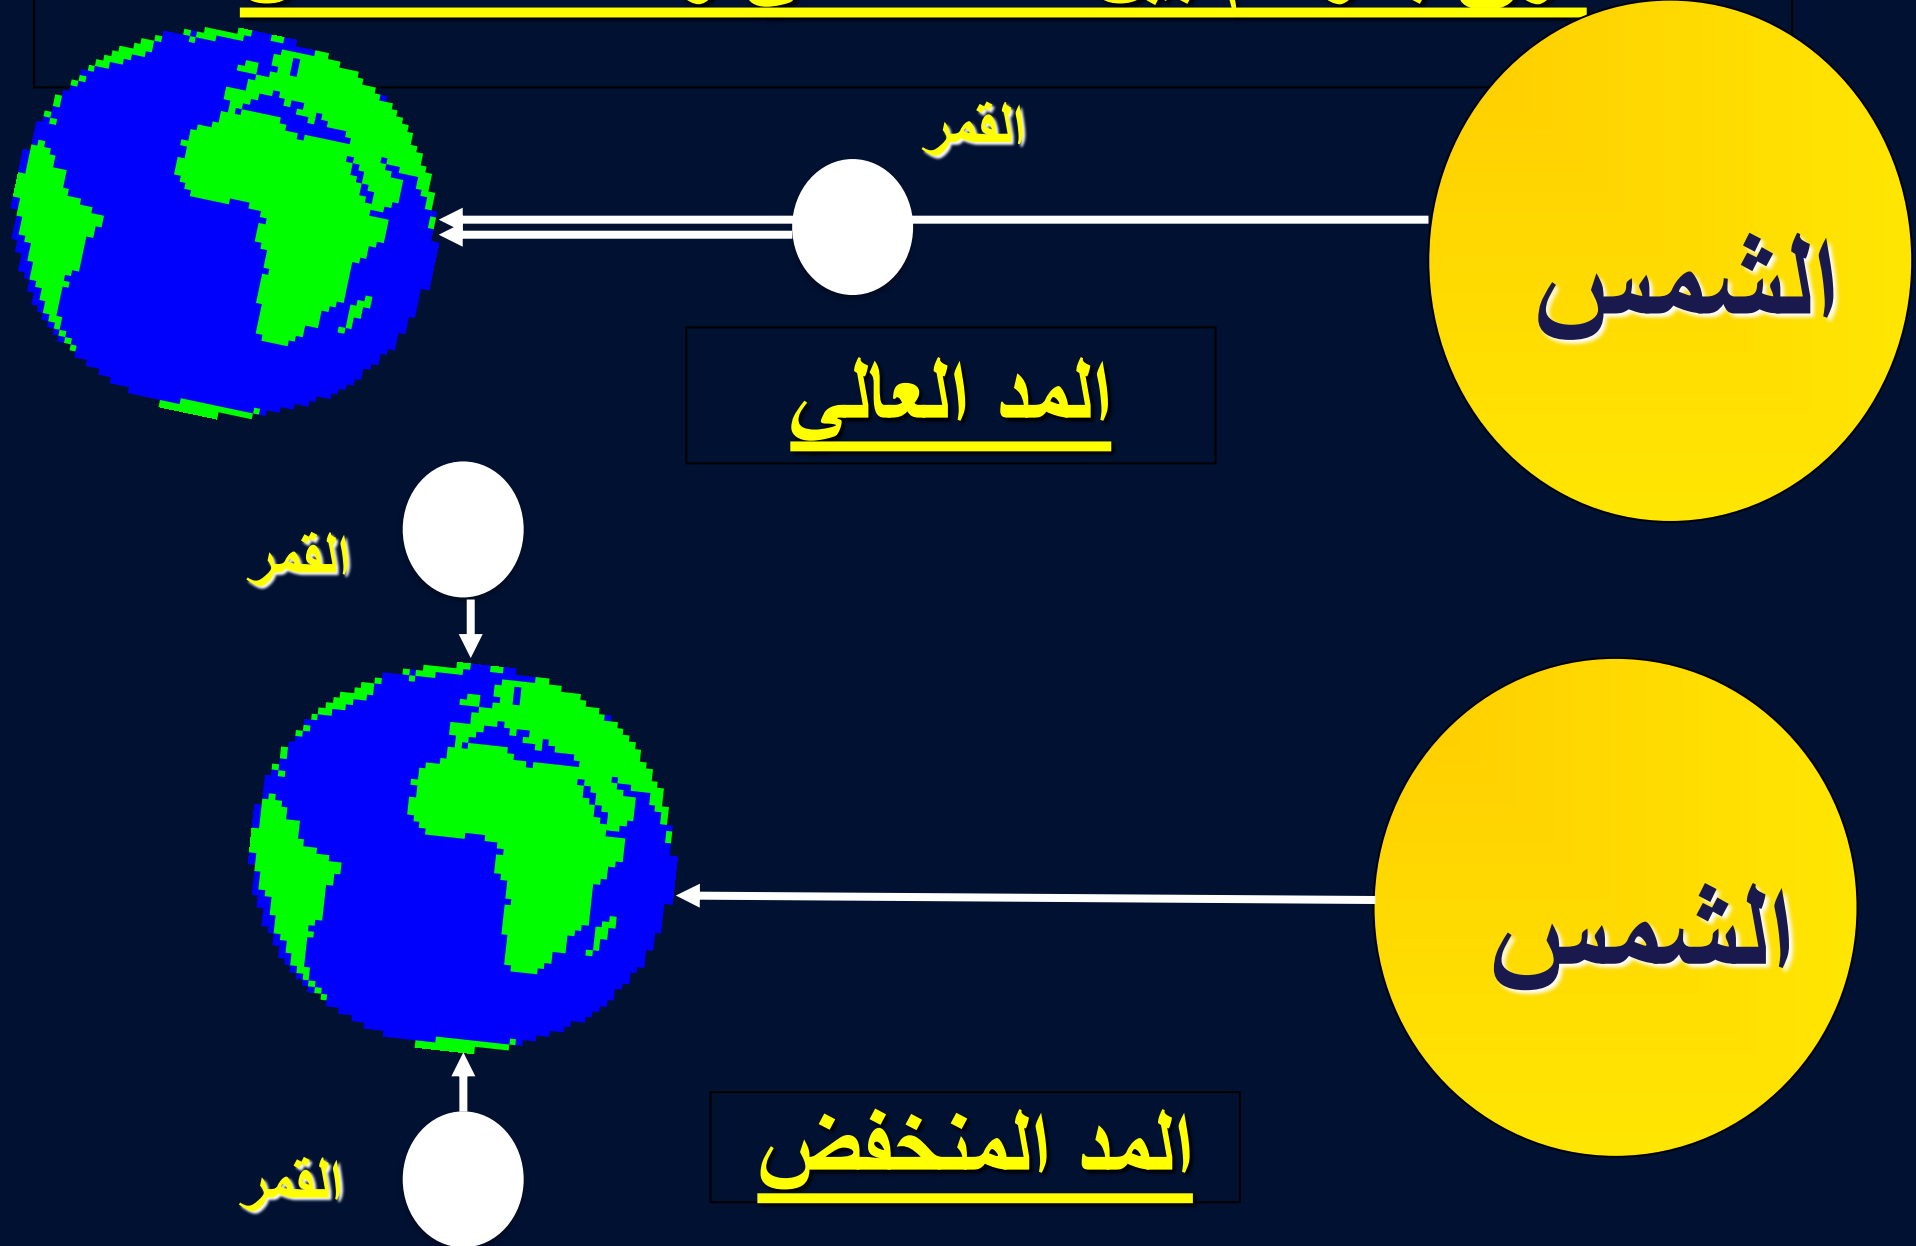 القمر
الشمس
المد العالى
القمر
الشمس
المد المنخفض
القمر